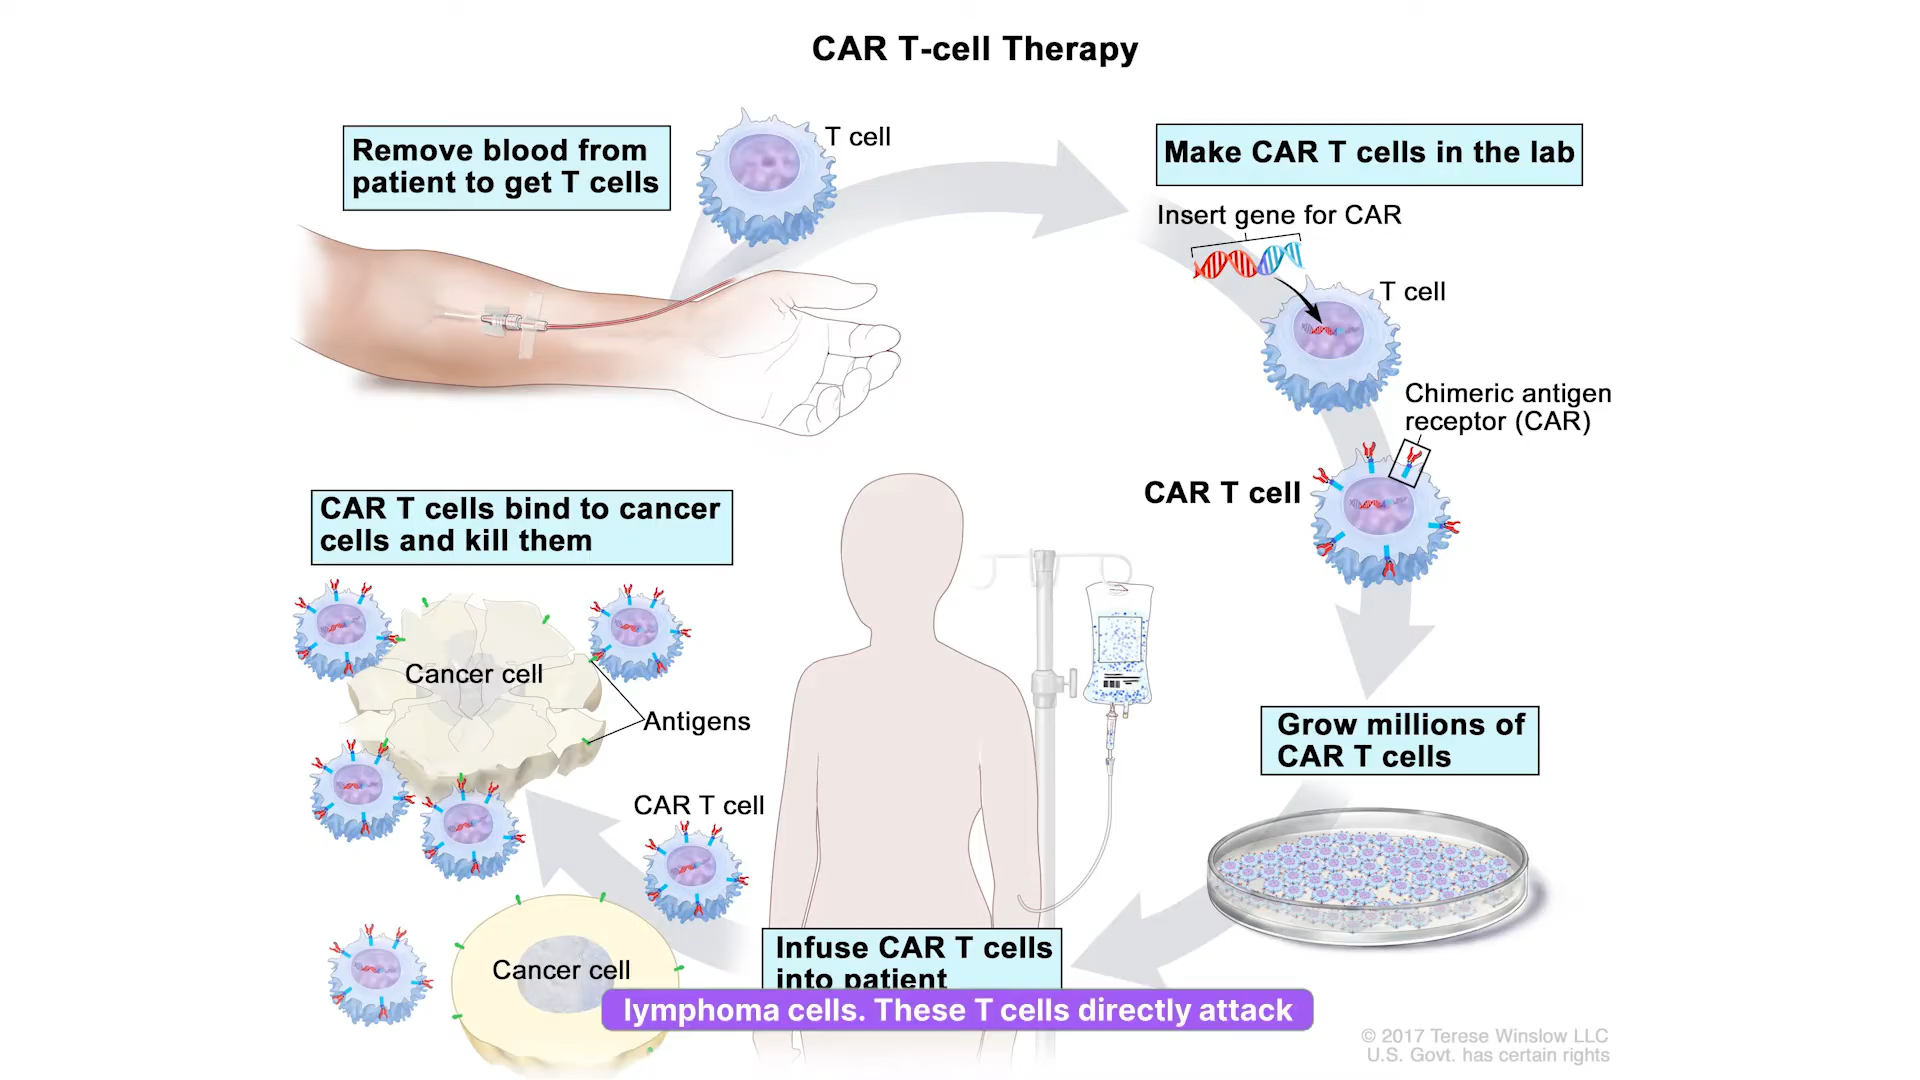 CAR T-cell Therapy
Remove blood from
patient to get T cells
T cell
Make CAR T cells in the lab
Insert gene for CAR
T cell
Chimeric antigen
receptor (CAR)
CAR T cell
CAR T cells bind to cancer
cells and kill them
Cancer cell
Antigens
Grow millions of
CAR T cells
CAR T cell
Cancer cell
Infuse CAR T cells
into patient
lymphoma cells. These T cells directly attack
© 2017 Terese Winslow LLC
U.S. Govt. has certain rights